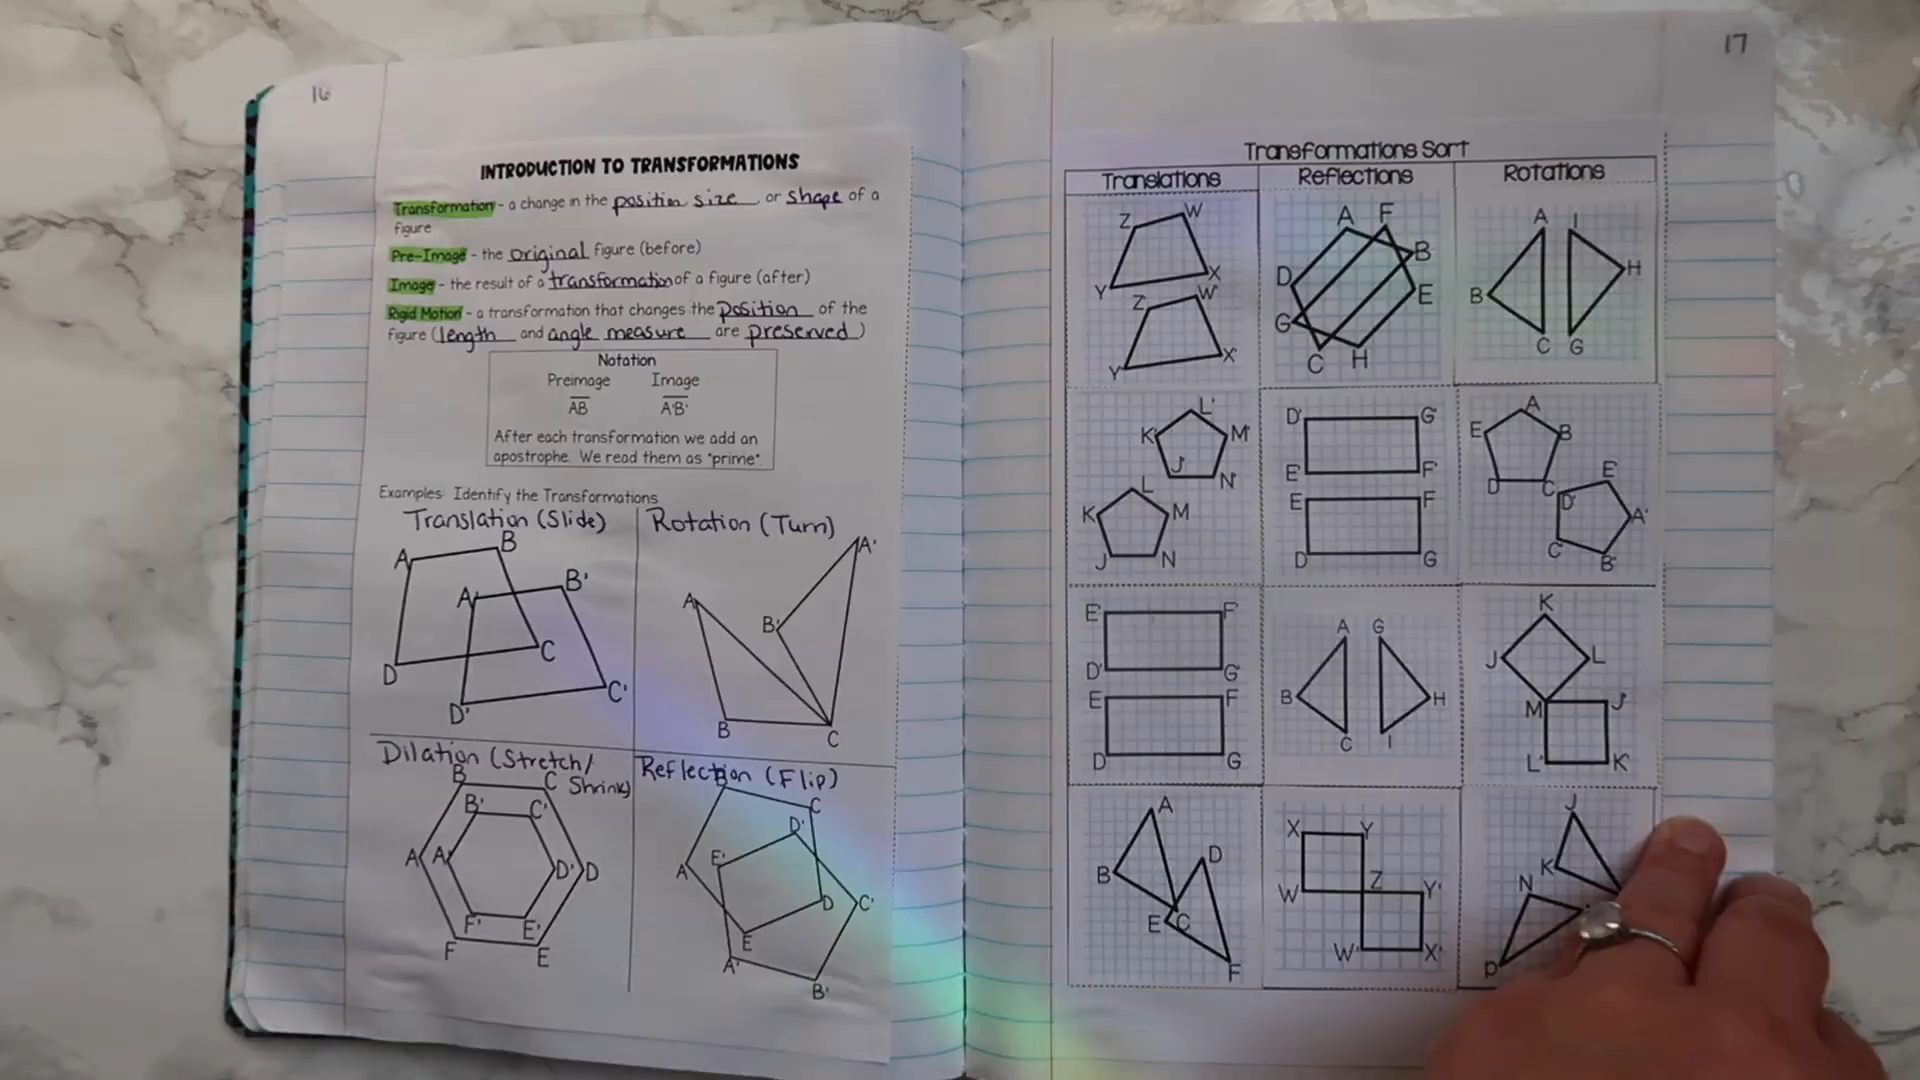 16
INTRODUCTION TO TRANSFORMATIONS
Transformation - a change in the position, size or shape of a
figure
Pre-Image - the original figure (before)
Image - the result of a transformation of a figure (after)
Rigid Motion - a transformation that changes the position of the
figure (length and angle measure are preserved)
Notation
Preimage Image
AB A'B'
After each transformation we add an
apostrophe. We read them as "prime".
Examples: Identify the Transformations
Translation (Slide)
A B
A' B'
D C
D' C'
Rotation (Turn)
A'
A
B'
B C
Dilation (Stretch/
Shrink)
B C
B' C'
A A' D' D
F' E'
F E
Reflection (Flip)
B C
D'
E'
A
D C'
E
A'
B'
17
Transformations Sort
Translations Reflections Rotations
Z W
Y X
Z' W'
Y' X'
A F
B
D
E
G
C H
A I
B H
C G
L'
K' M'
J' N'
L
K M
J N
D' G'
E' F'
E F
D G
A
E B
D C
D' E'
A'
C' B'
E' F'
D' G'
E F
D G
A G
B H
C I
K
J L
M J'
L' K'
A
B D
E C
F
X Y
W Z Y'
W' X'
J
K
N
P